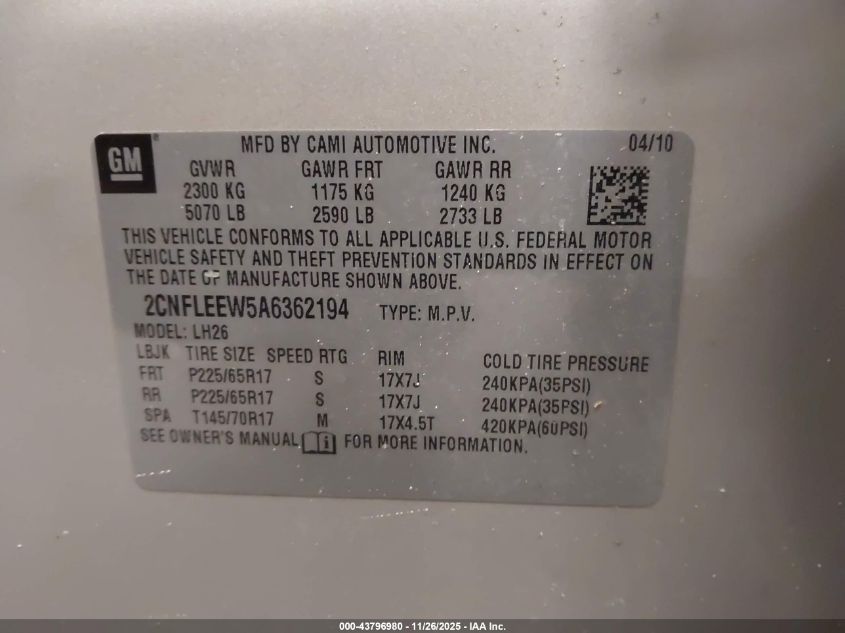 GM
MFD BY CAMI AUTOMOTIVE INC. 04/10
GVWR GAWR FRT GAWR RR
2300 KG 1175 KG 1240 KG
5070 LB 2590 LB 2733 LB
THIS VEHICLE CONFORMS TO ALL APPLICABLE U.S. FEDERAL MOTOR
VEHICLE SAFETY AND THEFT PREVENTION STANDARDS IN EFFECT ON
THE DATE OF MANUFACTURE SHOWN ABOVE.
2CNFLEEW5A6362194 TYPE: M.P.V.
MODEL: LH26
LBJK TIRE SIZE SPEED RTG RIM COLD TIRE PRESSURE
FRT P225/65R17 S 17X7J 240KPA(35PSI)
RR P225/65R17 S 17X7J 240KPA(35PSI)
SPA T145/70R17 M 17X4.5T 420KPA(60PSI)
SEE OWNER'S MANUAL FOR MORE INFORMATION.
000-43796980 - 11/26/2025 - IAA Inc.